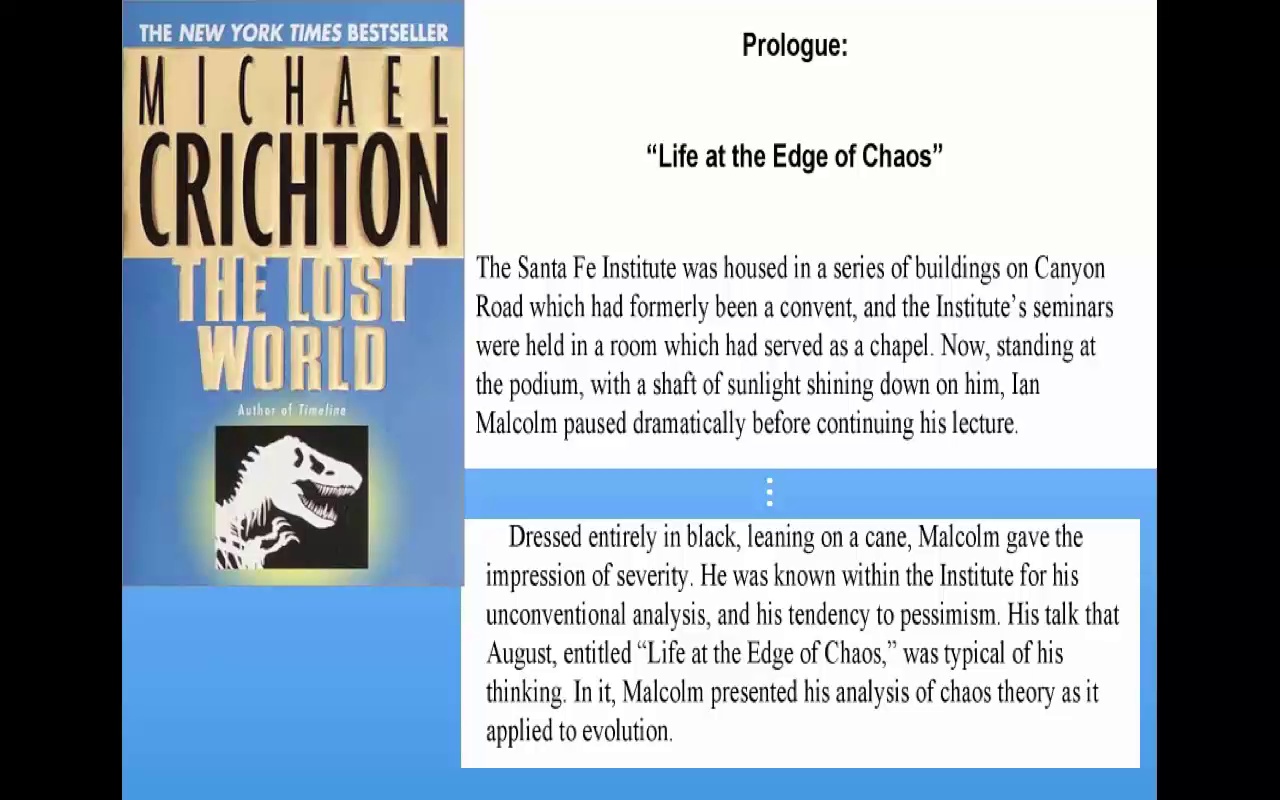 THE NEW YORK TIMES BESTSELLER
MICHAEL
CRICHTON
THE LOST
WORLD
Author of Timeline
Prologue:
“Life at the Edge of Chaos”
The Santa Fe Institute was housed in a series of buildings on Canyon
Road which had formerly been a convent, and the Institute’s seminars
were held in a room which had served as a chapel. Now, standing at
the podium, with a shaft of sunlight shining down on him, Ian
Malcolm paused dramatically before continuing his lecture.
⋮
Dressed entirely in black, leaning on a cane, Malcolm gave the
impression of severity. He was known within the Institute for his
unconventional analysis, and his tendency to pessimism. His talk that
August, entitled “Life at the Edge of Chaos,” was typical of his
thinking. In it, Malcolm presented his analysis of chaos theory as it
applied to evolution.